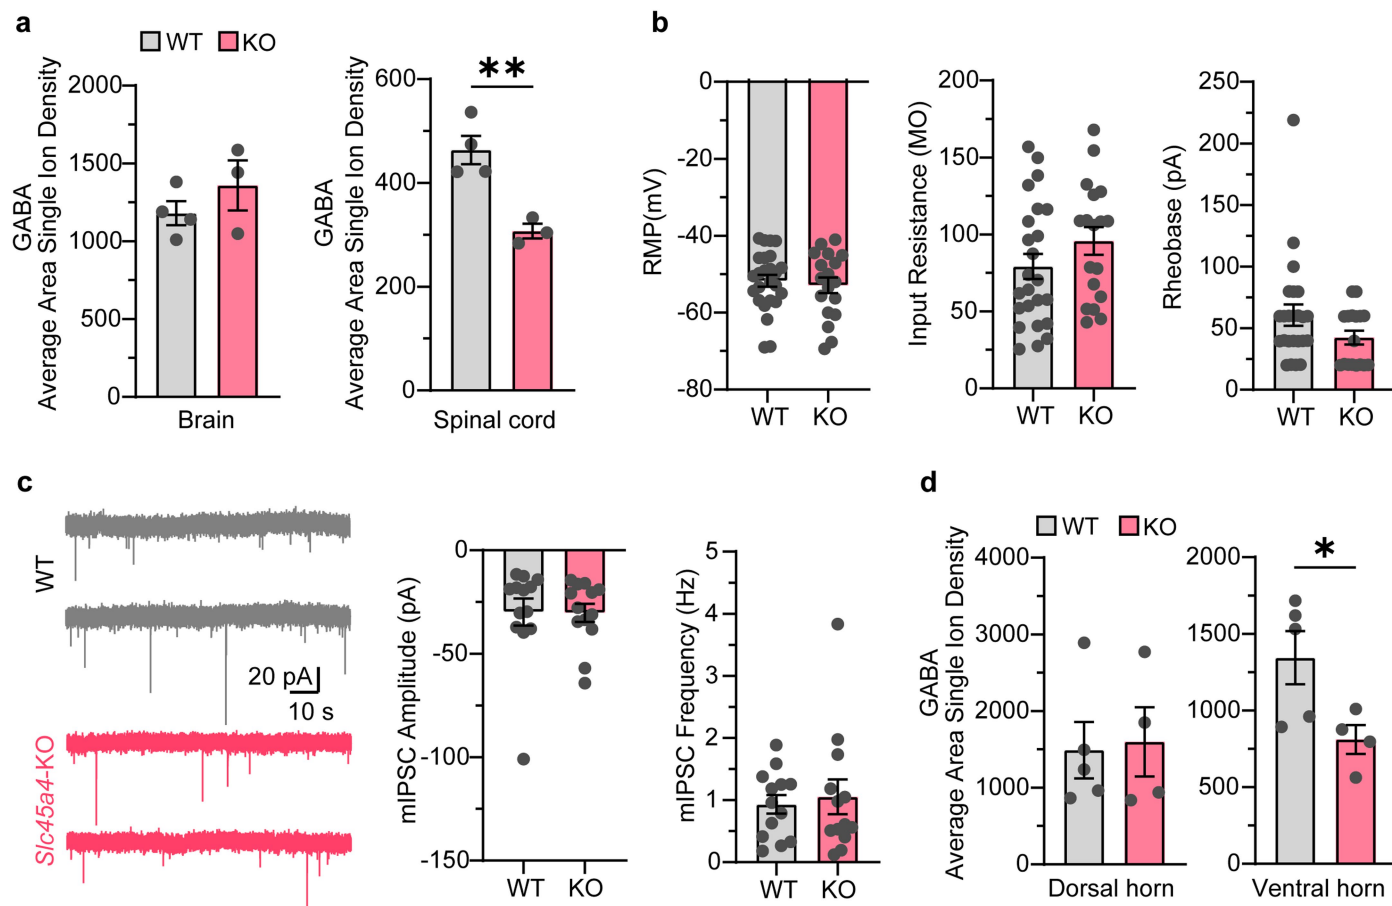 a
WT KO
GABA
Average Area Single Ion Density
2000
1500
1000
500
0
Brain
GABA
Average Area Single Ion Density
600
400
200
0
**
Spinal cord
b
RMP(mV)
0
-20
-40
-60
-80
WT KO
Input Resistance (MO)
200
150
100
50
0
WT KO
Rheobase (pA)
250
200
150
100
50
0
WT KO
c
WT
20 pA
10 s
Slc45a4-KO
mIPSC Amplitude (pA)
0
-50
-100
-150
WT KO
mIPSC Frequency (Hz)
5
4
3
2
1
0
WT KO
d
WT KO
GABA
Average Area Single Ion Density
4000
3000
2000
1000
0
Dorsal horn
2000
1500
1000
500
0
*
Ventral horn